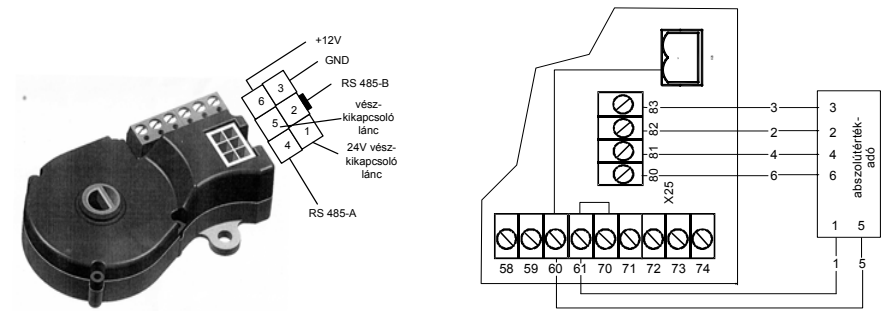 +12V
GND
RS 485-B
vész-
kikapcsoló
lánc
24V vész-
kikapcsoló
lánc
RS 485-A
6 3
5 2
4 1
83 3 3
82 2 2
81 4 4
80 6 6
X25
abszolútérték-
adó
1 5
1 5
58 59 60 61 70 71 72 73 74